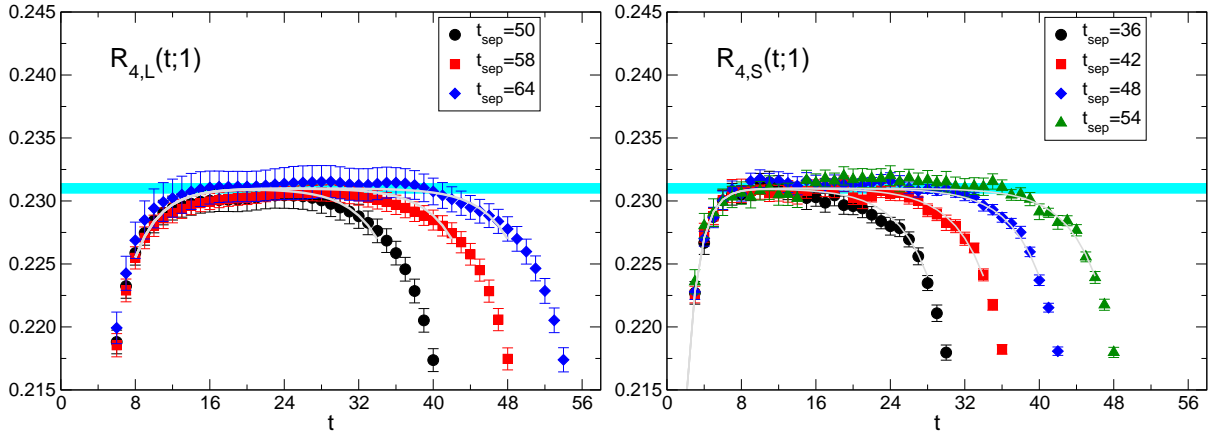 0.245
0.240
0.235
0.230
0.225
0.220
0.215
R4,L(t;1)
tsep=50
tsep=58
tsep=64
0 8 16 24 32 40 48 56
t
0.245
0.240
0.235
0.230
0.225
0.220
0.215
R4,S(t;1)
tsep=36
tsep=42
tsep=48
tsep=54
0 8 16 24 32 40 48 56
t